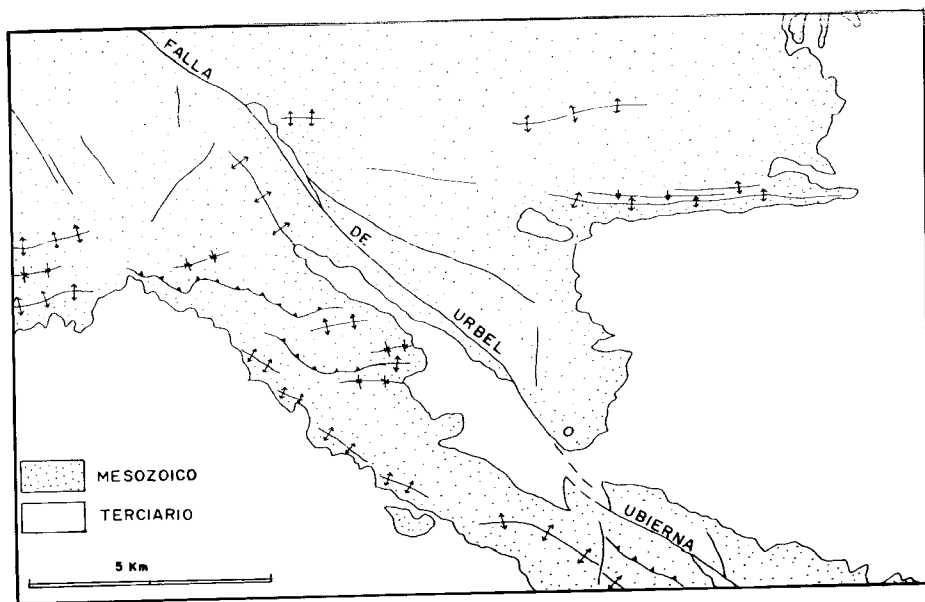 FALLA
DE
URBEL
O
UBIERNA
MESOZOICO
TERCIARIO
5 Km